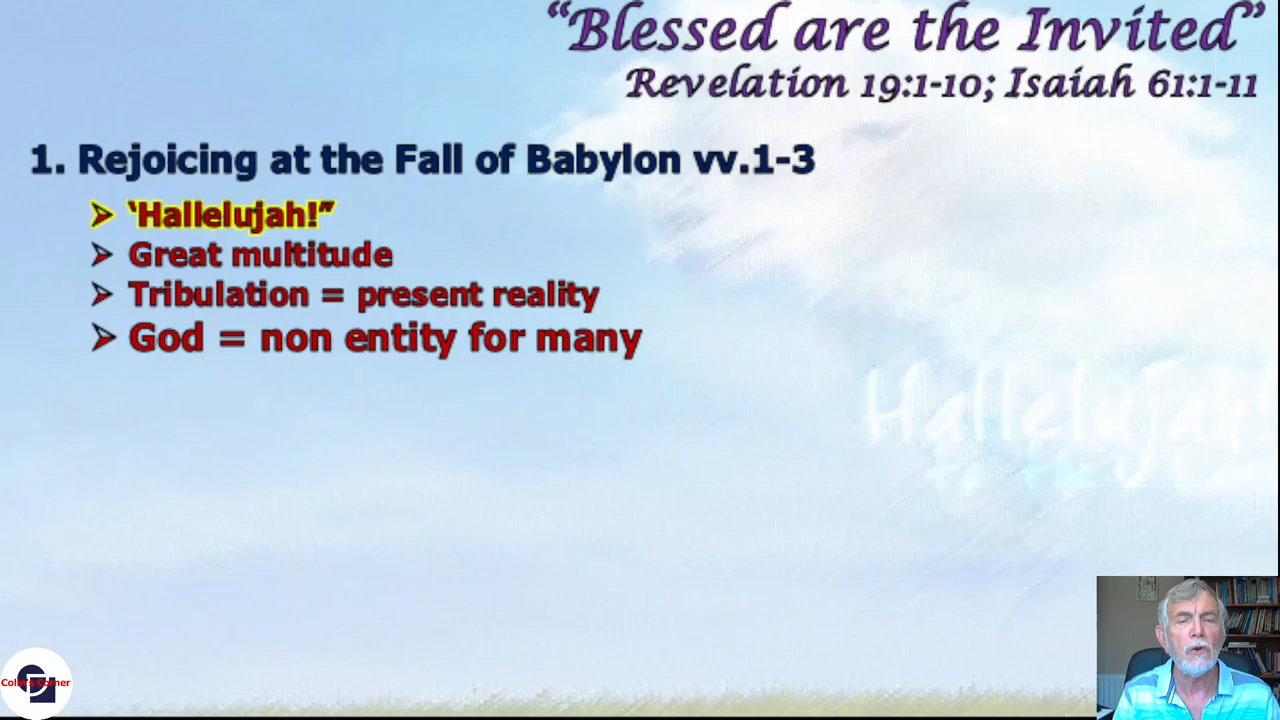 “Blessed are the Invited”
Revelation 19:1-10; Isaiah 61:1-11
1. Rejoicing at the Fall of Babylon vv.1-3
➢ ‘Hallelujah!”
➢ Great multitude
➢ Tribulation = present reality
➢ God = non entity for many
Hallelujah!